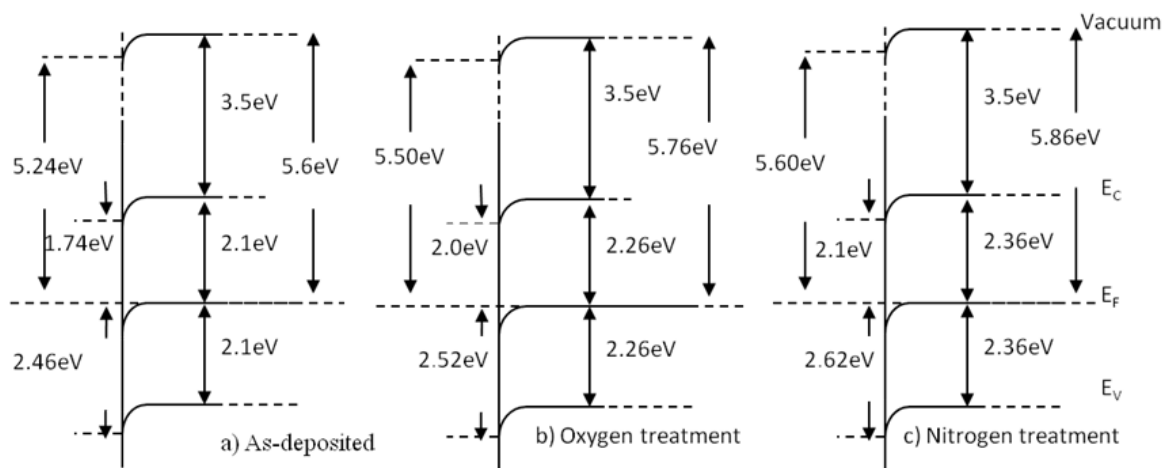 Vacuum
3.5eV
3.5eV
3.5eV
5.24eV
5.6eV
5.50eV
5.76eV
5.60eV
5.86eV
E_C
1.74eV
2.1eV
2.0eV
2.26eV
2.1eV
2.36eV
E_F
2.46eV
2.1eV
2.52eV
2.26eV
2.62eV
2.36eV
E_V
a) As-deposited
b) Oxygen treatment
c) Nitrogen treatment